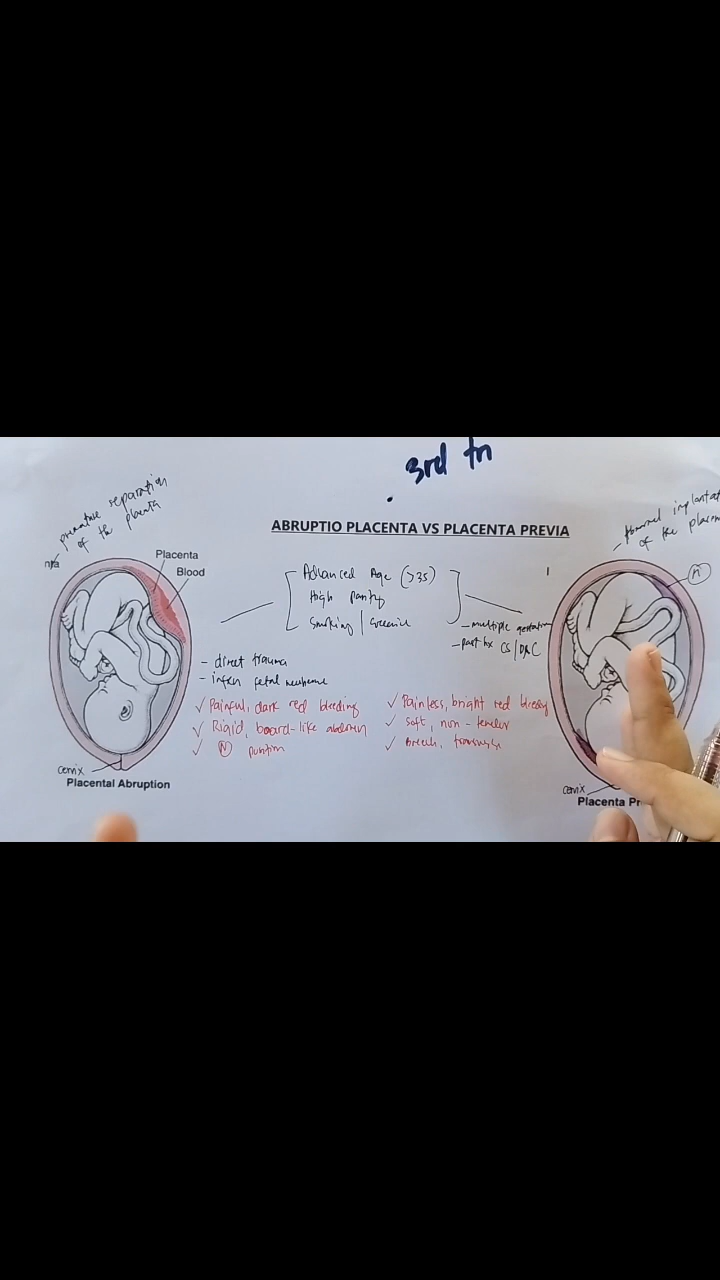 3rd tri
ABRUPTIO PLACENTA VS PLACENTA PREVIA
premature separation
of the placenta
n/a
Placenta
Blood
cervix
Placental Abruption
Advanced Age (>35)
High parity
Smoking / cocaine
- direct trauma
- infxn fetal membrane
✓ Painful, dark red bleeding
✓ Rigid, board-like abdomen
✓ Ⓝ position
- multiple gestation
- past hx CS/D&C
✓ Painless, bright red bleeding
✓ soft, non-tender
✓ Breech, transverse
- Abnormal implantat
of the placen
cervix
Placenta Pr